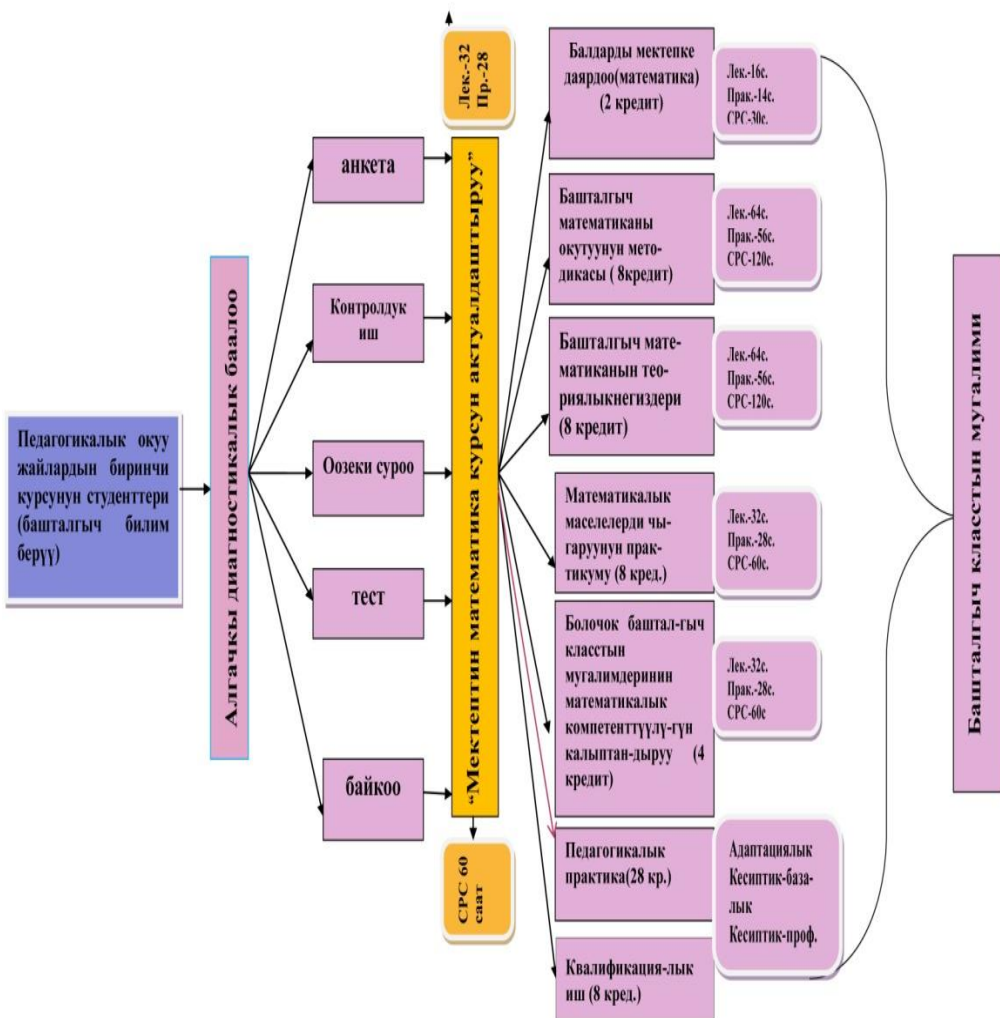 Педагогикалык окуу
жайлардын биринчи
курсунун студенттери
(башталгыч билим
берүү)
Алгачкы диагностикалык баалоо
анкета
Контролдук
иш
Оозеки суроо
тест
байкоо
Лек.-32
Пр.-28
“Мектептин математика курсун актуалдаштыруу”
СРС 60
саат
Балдарды мектепке
даярдоо(математика)
(2 кредит)
Лек.-16с.
Прак.-14с.
СРС-30с.
Башталгыч
математиканы
окутуунун мето-
дикасы ( 8кредит)
Лек.-64с.
Прак.-56с.
СРС-120с.
Башталгыч мате-
матиканын тео-
риялыкнегиздери
(8 кредит)
Лек.-64с.
Прак.-56с.
СРС-120с.
Математикалык
маселелерди чы-
гаруунун прак-
тикуму (8 кред.)
Лек.-32с.
Прак.-28с.
СРС-60с.
Болочок баштал-гыч
класстын
мугалимдеринин
математикалык
компетенттүүлү-гүн
калыптан-дыруу (4
кредит)
Лек.-32с.
Прак.-28с.
СРС-60с
Педагогикалык
практика(28 кр.)
Адаптациялык
Кесиптик-база-
лык
Кесиптик-проф.
Квалификация-лык
иш (8 кред.)
Башталгыч класстын мугалими